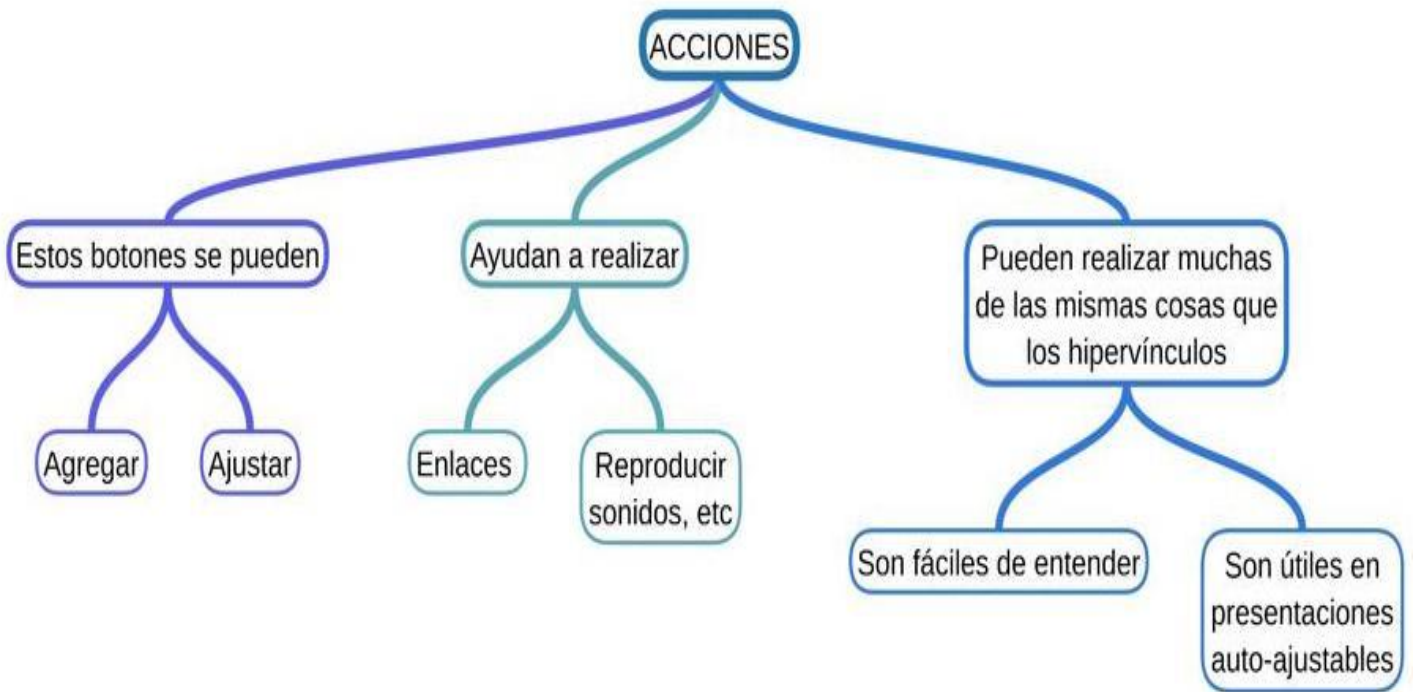 ACCIONES
Estos botones se pueden
Ayudan a realizar
Pueden realizar muchas
de las mismas cosas que
los hipervínculos
Agregar
Ajustar
Enlaces
Reproducir
sonidos, etc
Son fáciles de entender
Son útiles en
presentaciones
auto-ajustables